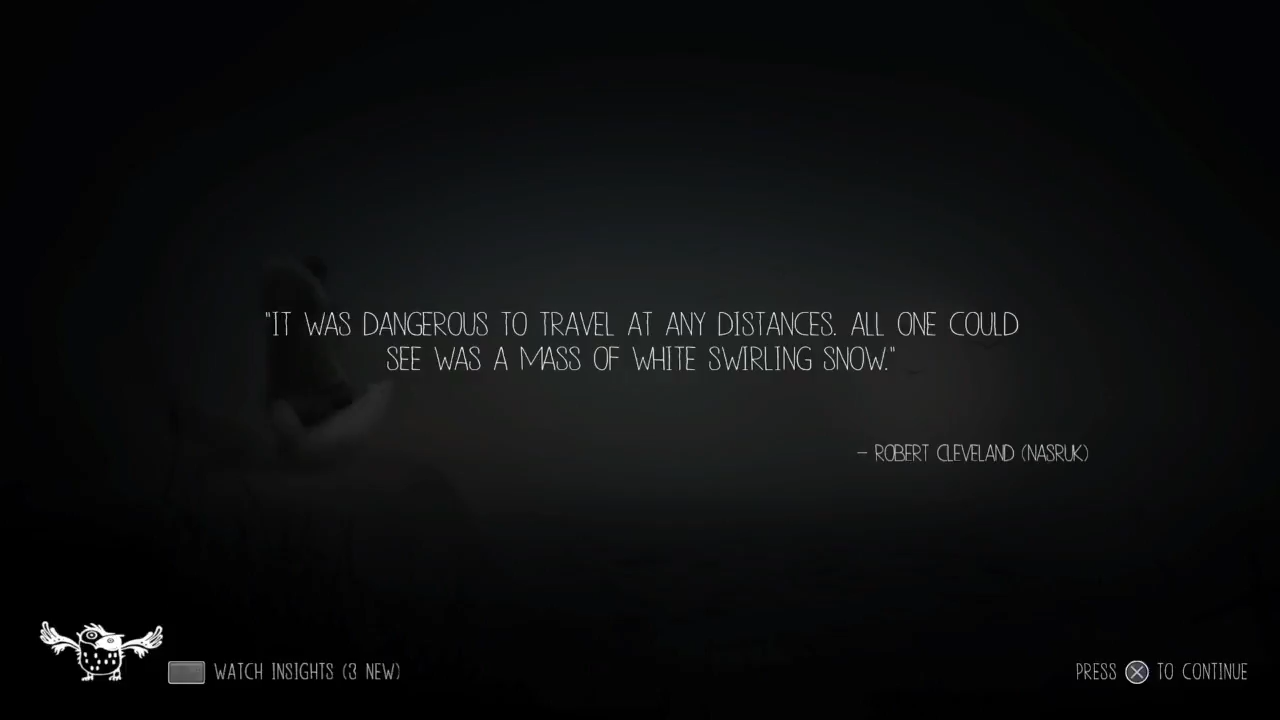 "IT WAS DANGEROUS TO TRAVEL AT ANY DISTANCES. ALL ONE COULD
SEE WAS A MASS OF WHITE SWIRLING SNOW."
– ROBERT CLEVELAND (NASRUK)
WATCH INSIGHTS (3 NEW)
PRESS TO CONTINUE